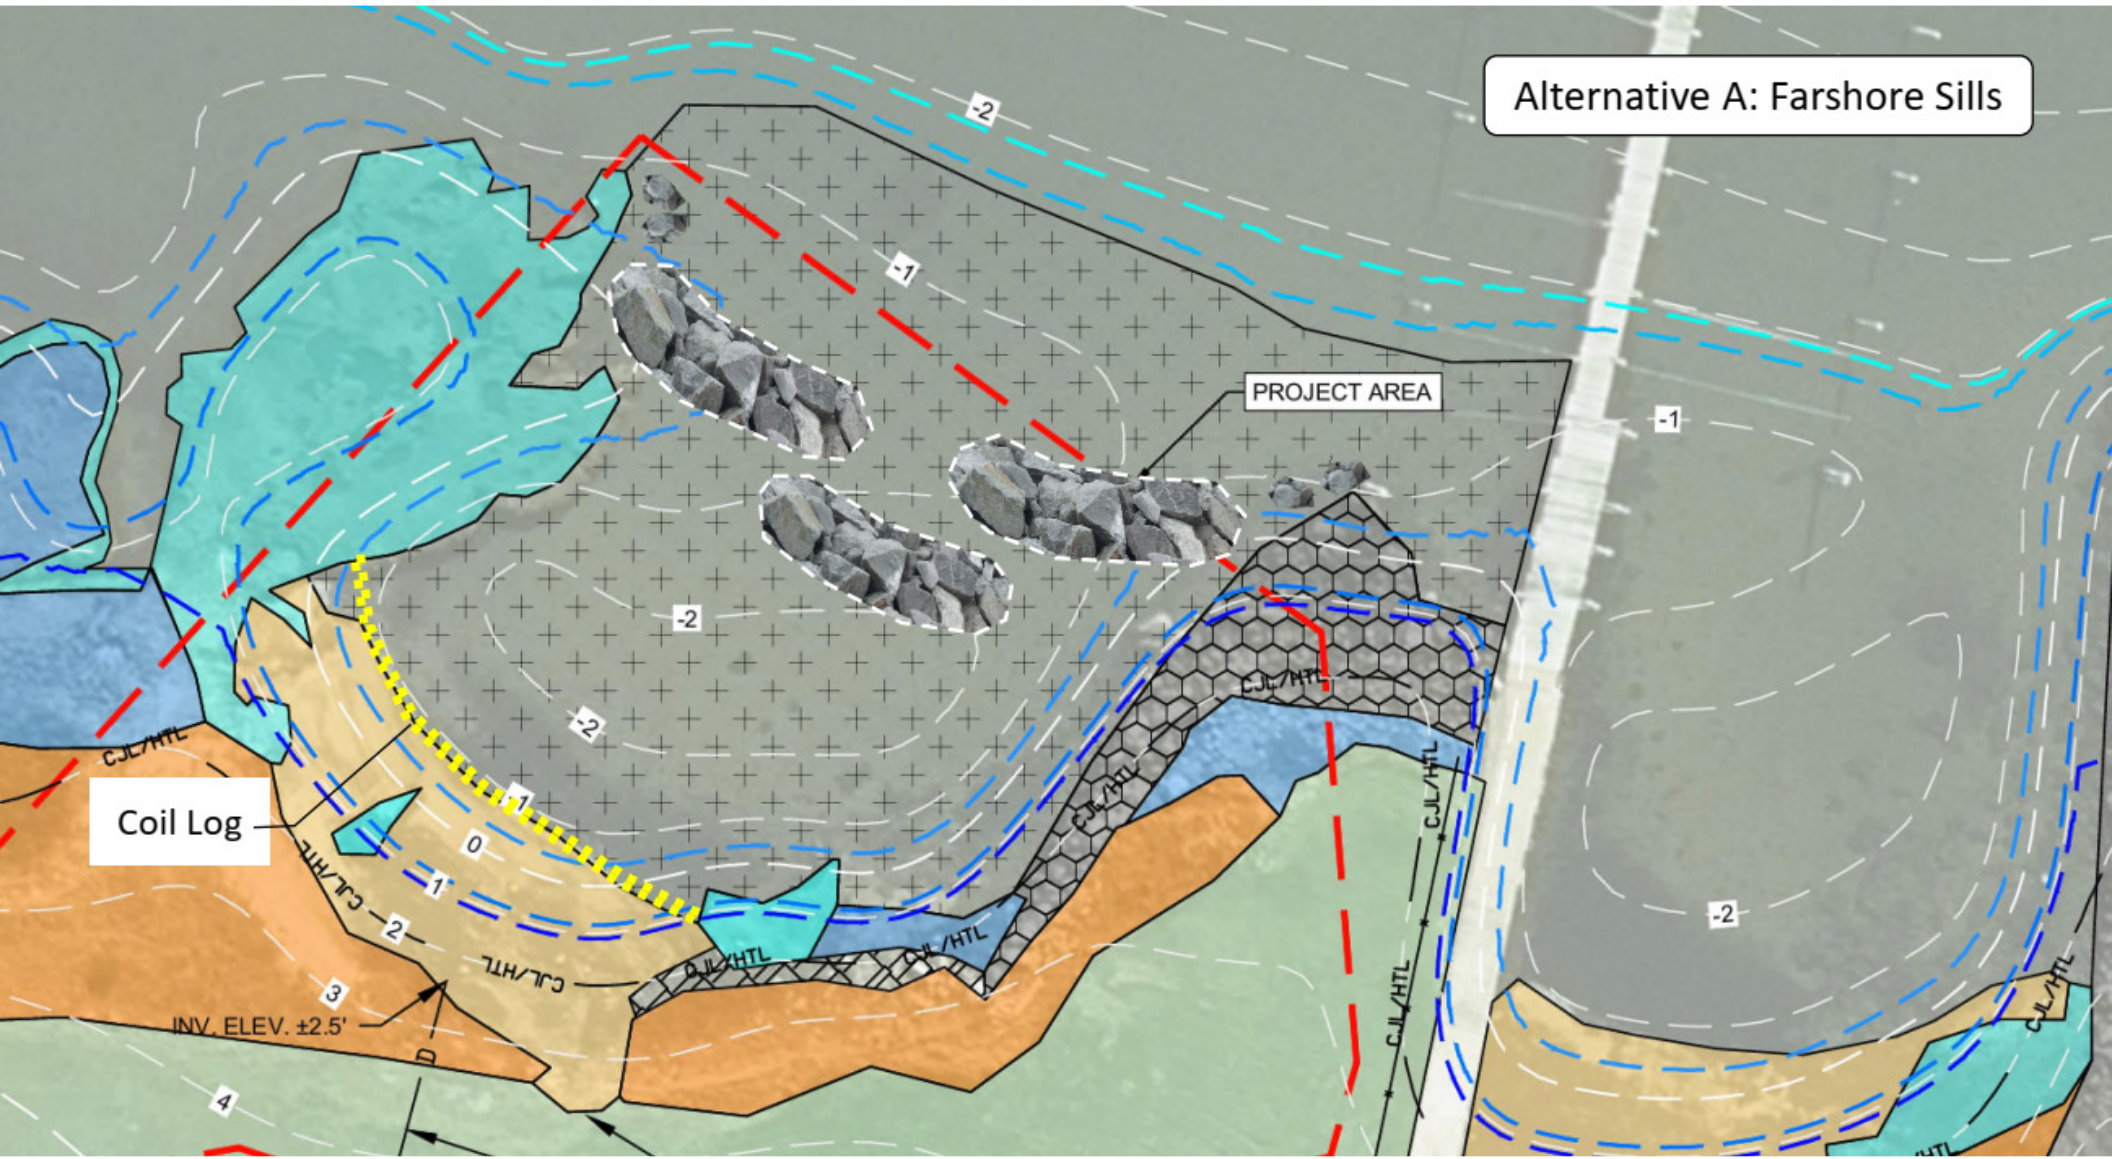 Alternative A: Farshore Sills
-2
-1
PROJECT AREA
-1
-2
-2
CJL/HTL
CJL/HTL
CJL/HTL
CJL/HTL
Coil Log
-1
0
1
2
CJL/HTL
CJL/HTL
CJL/HTL
CJL/HTL
-2
3
INV. ELEV. ±2.5'
D
CJL/HTL
CJL/HTL
4
/HTL